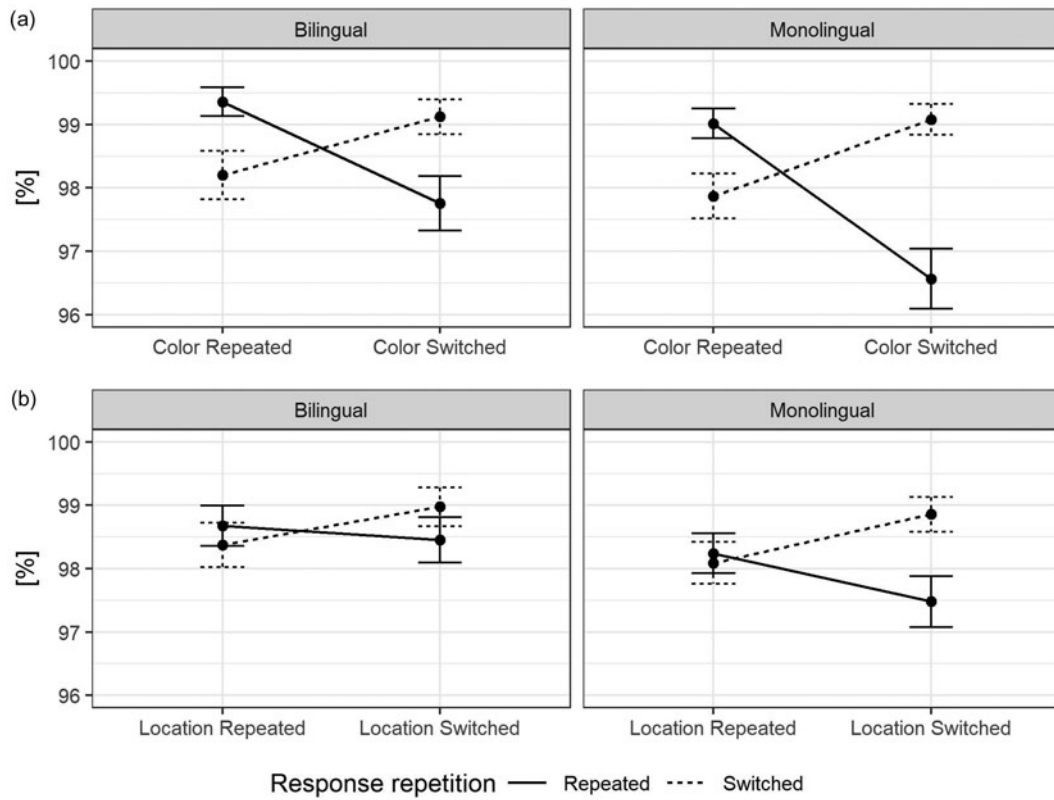 (a)
Bilingual
Monolingual
100
99
98
97
96
[%]
Color Repeated
Color Switched
Color Repeated
Color Switched
(b)
Bilingual
Monolingual
100
99
98
97
96
[%]
Location Repeated
Location Switched
Location Repeated
Location Switched
Response repetition Repeated Switched